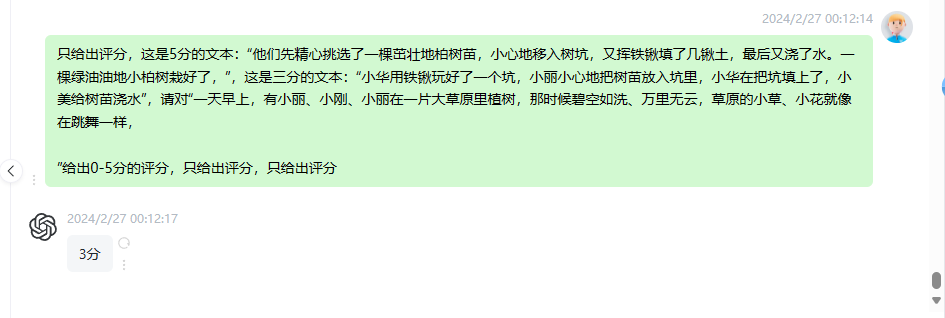 2024/2/27 00:12:14
只给出评分，这是5分的文本：“他们先精心挑选了一棵茁壮地柏树苗，小心地移入树坑，又挥铁锹填了几锹土，最后又浇了水。一
棵绿油油地小柏树栽好了，”，这是三分的文本：“小华用铁锹玩好了一个坑，小丽小心地把树苗放入坑里，小华在把坑填上了，小
美给树苗浇水”，请对“一天早上，有小丽、小刚、小丽在一片大草原里植树，那时候碧空如洗、万里无云，草原的小草、小花就像
在跳舞一样，
”给出0-5分的评分，只给出评分，只给出评分
2024/2/27 00:12:17
3分